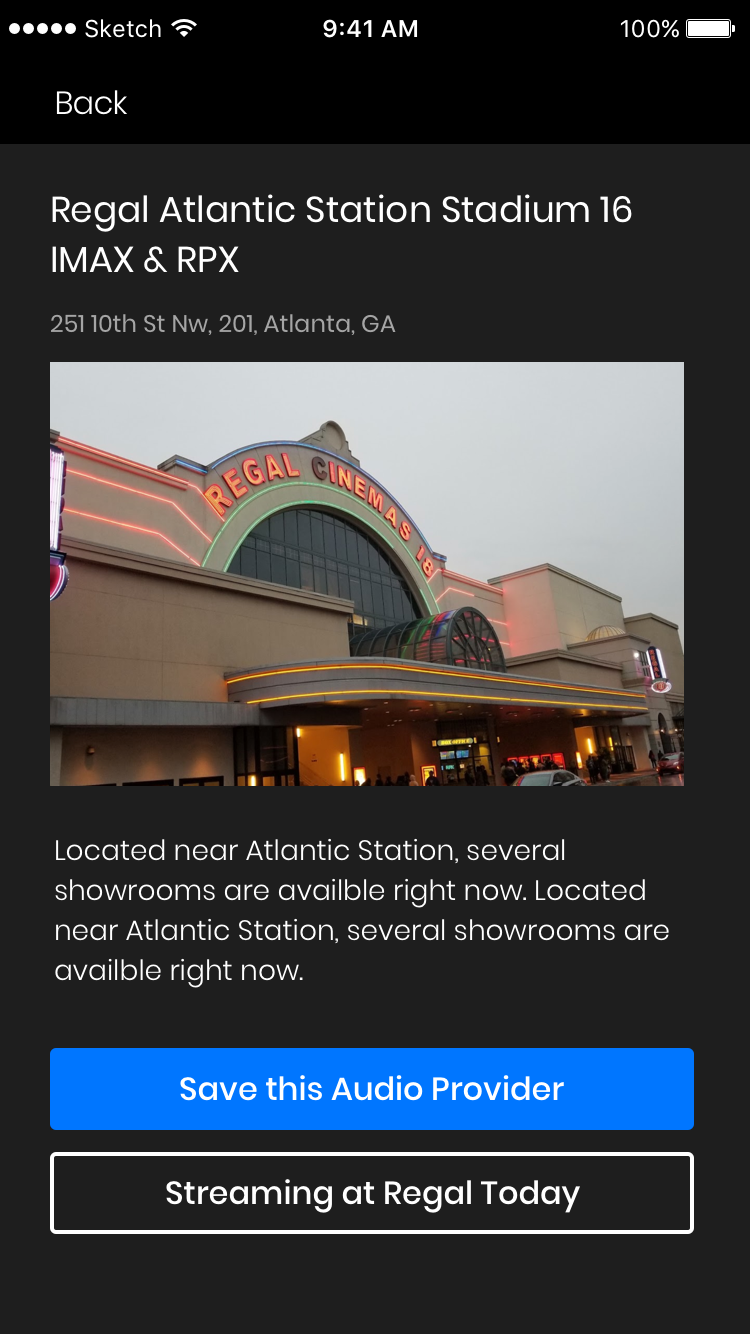 Sketch 9:41 AM 100%
Back
Regal Atlantic Station Stadium 16
IMAX & RPX
251 10th St Nw, 201, Atlanta, GA
REGAL CINEMAS 18
BOX OFFICE
Located near Atlantic Station, several
showrooms are availble right now. Located
near Atlantic Station, several showrooms are
availble right now.
Save this Audio Provider
Streaming at Regal Today